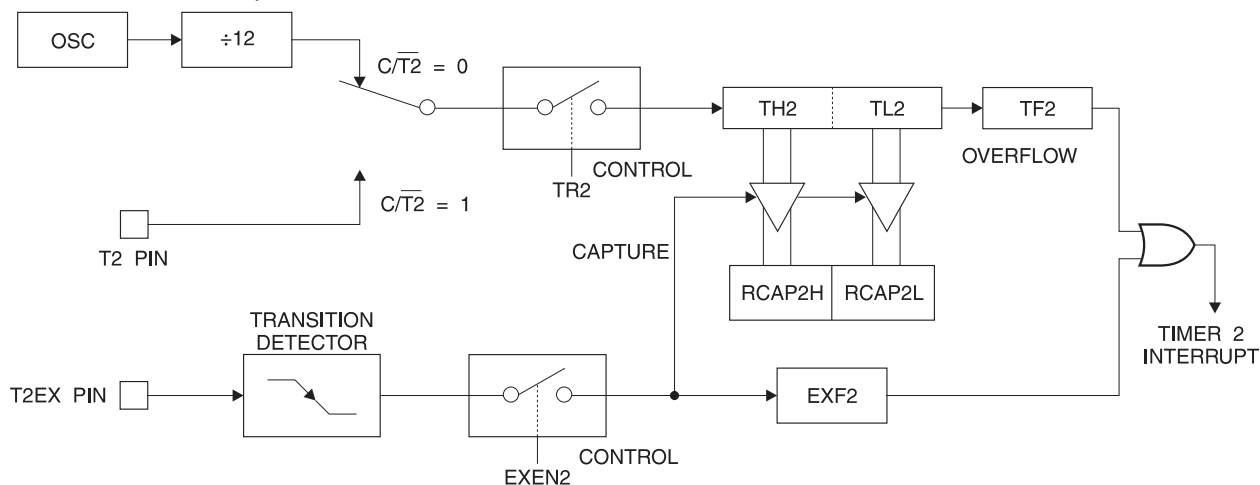 OSC
÷12
C/T2 = 0
TH2
TL2
TF2
OVERFLOW
CONTROL
TR2
C/T2 = 1
T2 PIN
CAPTURE
RCAP2H
RCAP2L
TRANSITION
DETECTOR
TIMER 2
INTERRUPT
T2EX PIN
EXF2
CONTROL
EXEN2